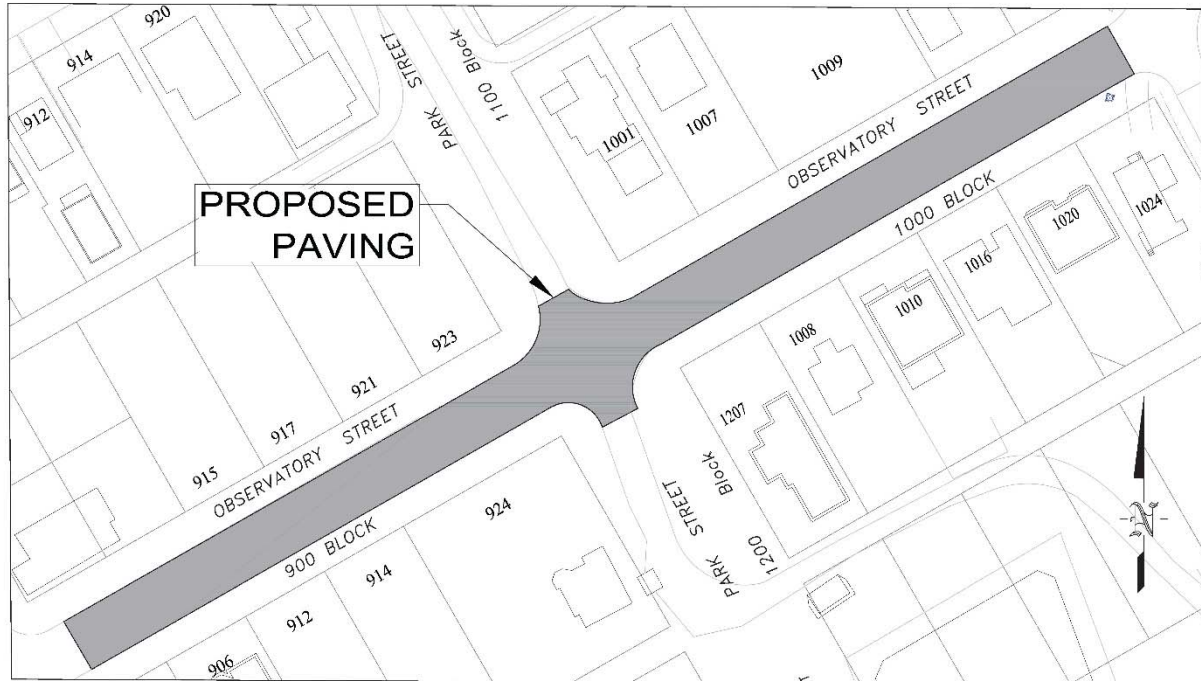 920
914
912
PARK STREET
1100 Block
1009
1007
1001
OBSERVATORY STREET
1000 BLOCK
1024
1020
1016
1010
1008
1207
PROPOSED
PAVING
923
921
917
915
OBSERVATORY STREET
900 BLOCK
924
914
912
906
PARK STREET
1200 Block
N